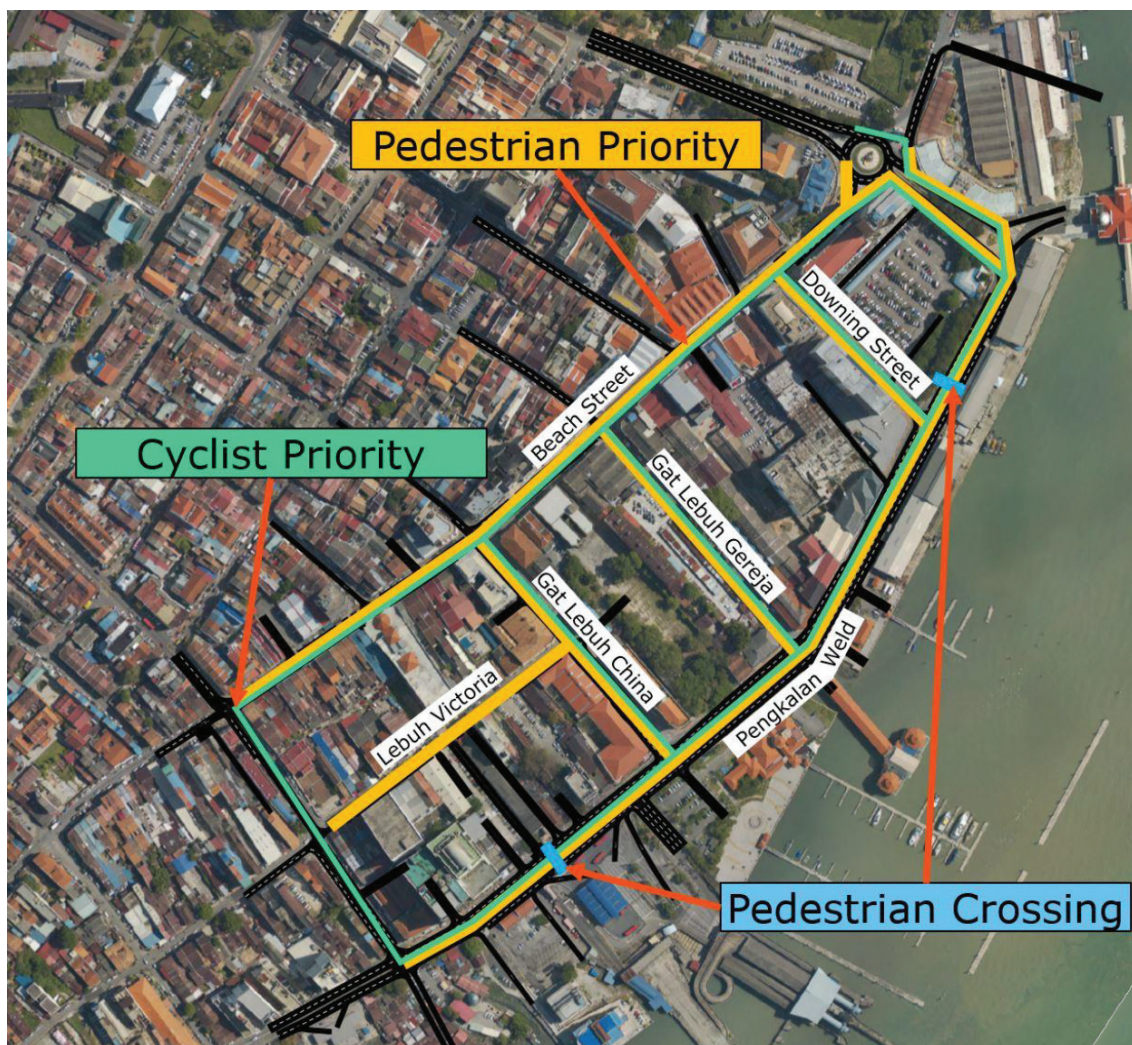 Pedestrian Priority
Downing Street
Beach Street
Cyclist Priority
Gat Lebuh Gereja
Gat Lebuh China
Lebuh Victoria
Pengkalan Weld
Pedestrian Crossing